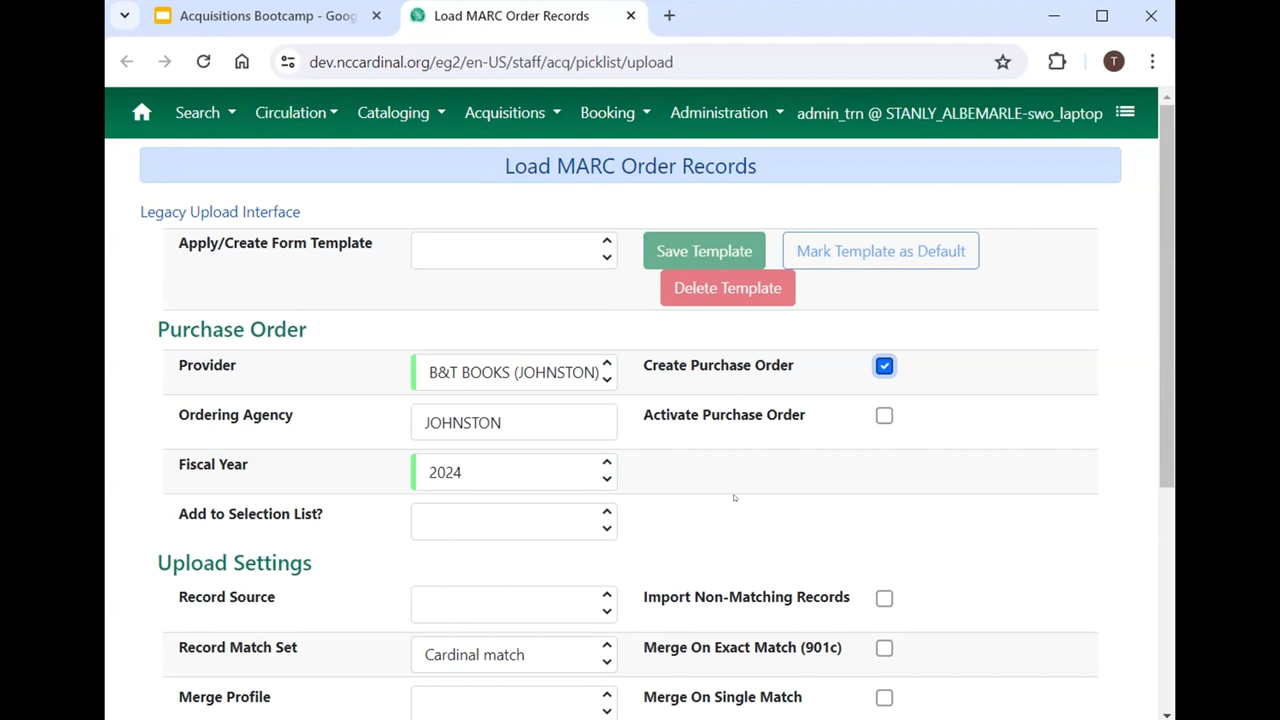 Acquisitions Bootcamp - Goog
Load MARC Order Records
dev.nccardinal.org/eg2/en-US/staff/acq/picklist/upload
T
Search
Circulation
Cataloging
Acquisitions
Booking
Administration
admin_trn @ STANLY_ALBEMARLE-swo_laptop
Load MARC Order Records
Legacy Upload Interface
Apply/Create Form Template
Save Template
Mark Template as Default
Delete Template
Purchase Order
Provider
B&T BOOKS (JOHNSTON)
Create Purchase Order
Ordering Agency
JOHNSTON
Activate Purchase Order
Fiscal Year
2024
Add to Selection List?
Upload Settings
Record Source
Import Non-Matching Records
Record Match Set
Cardinal match
Merge On Exact Match (901c)
Merge Profile
Merge On Single Match